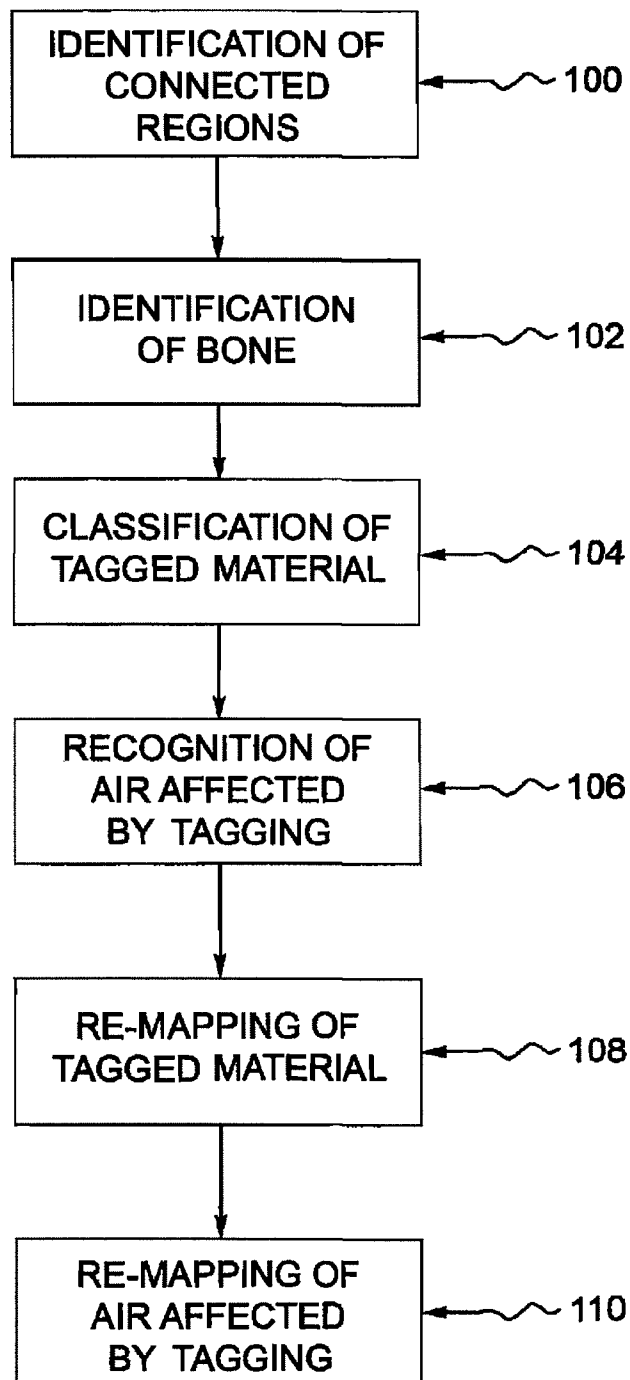 IDENTIFICATION OF
CONNECTED
REGIONS
100
IDENTIFICATION
OF BONE
102
CLASSIFICATION OF
TAGGED MATERIAL
104
RECOGNITION OF
AIR AFFECTED
BY TAGGING
106
RE-MAPPING OF
TAGGED MATERIAL
108
RE-MAPPING OF
AIR AFFECTED
BY TAGGING
110